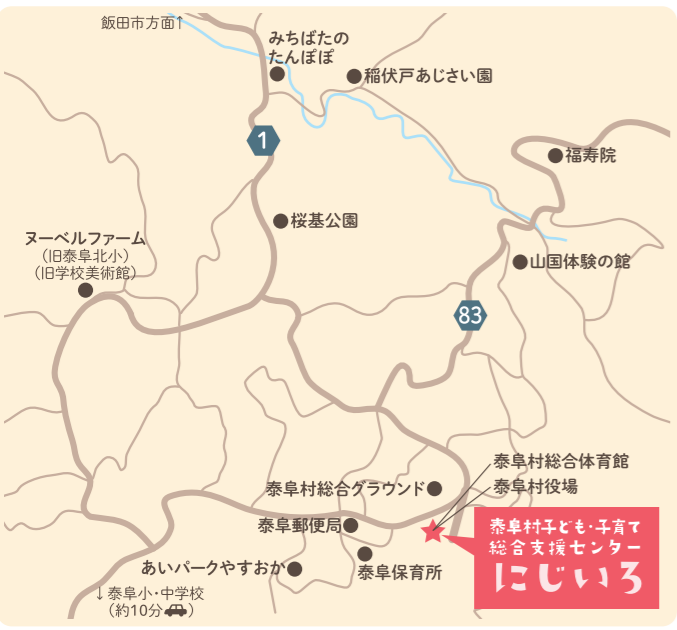 飯田市方面↑
みちばたの
たんぽぽ
稲伏戸あじさい園
1
福寿院
桜基公園
ヌーベルファーム
(旧泰阜北小)
(旧学校美術館)
山国体験の館
83
泰阜村総合体育館
泰阜村総合グラウンド
泰阜村役場
泰阜村子ども・子育て
総合支援センター
にじいろ
泰阜郵便局
あいパークやすおか
泰阜保育所
↓泰阜小・中学校
(約10分)